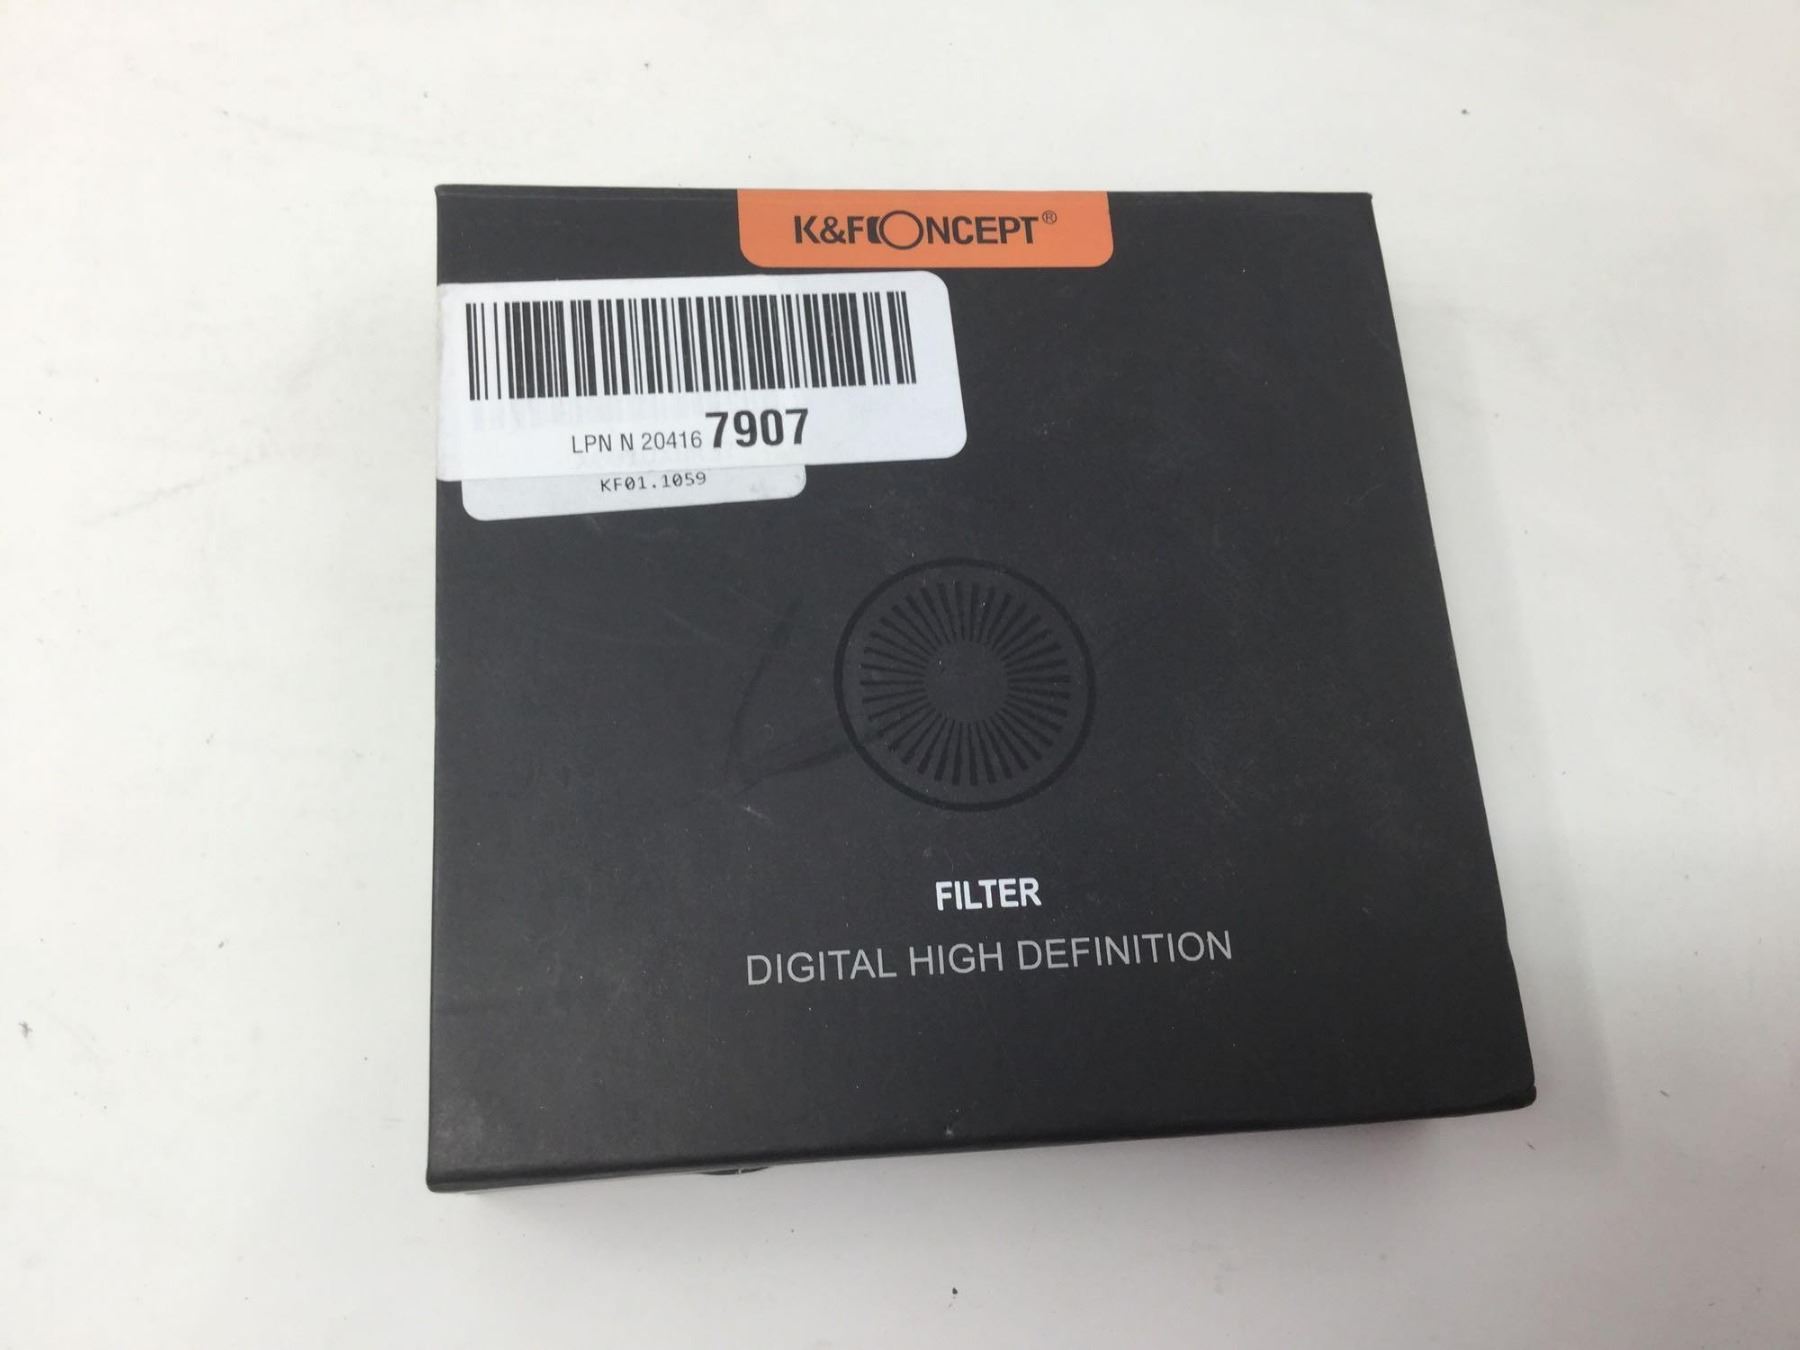 K&F CONCEPT®
LPN N 20416 7907
KF01.1059
FILTER
DIGITAL HIGH DEFINITION